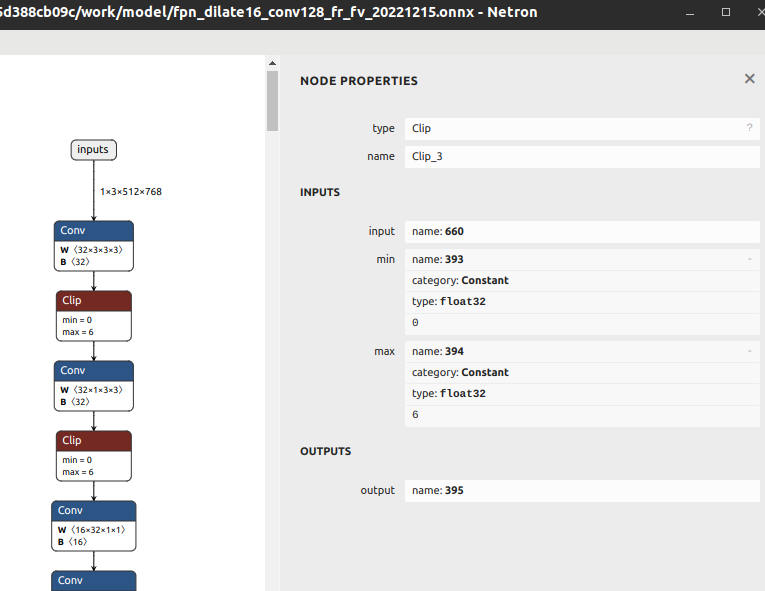 5d388cb09c/work/model/fpn_dilate16_conv128_fr_fv_20221215.onnx - Netron
inputs
1×3×512×768
Conv
W ⟨32×3×3×3⟩
B ⟨32⟩
Clip
min = 0
max = 6
Conv
W ⟨32×1×3×3⟩
B ⟨32⟩
Clip
min = 0
max = 6
Conv
W ⟨16×32×1×1⟩
B ⟨16⟩
Conv
NODE PROPERTIES
type Clip ?
name Clip_3
INPUTS
input name: 660
min name: 393 -
category: Constant
type: float32
0
max name: 394 -
category: Constant
type: float32
6
OUTPUTS
output name: 395